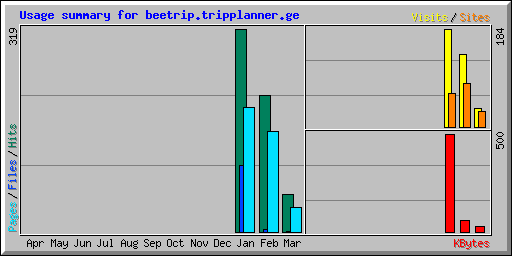 Usage summary for beetrip.tripplanner.ge
Visits/Sites
319
184
Pages/Files/Hits
500
Apr May Jun Jul Aug Sep Oct Nov Dec Jan Feb Mar
KBytes